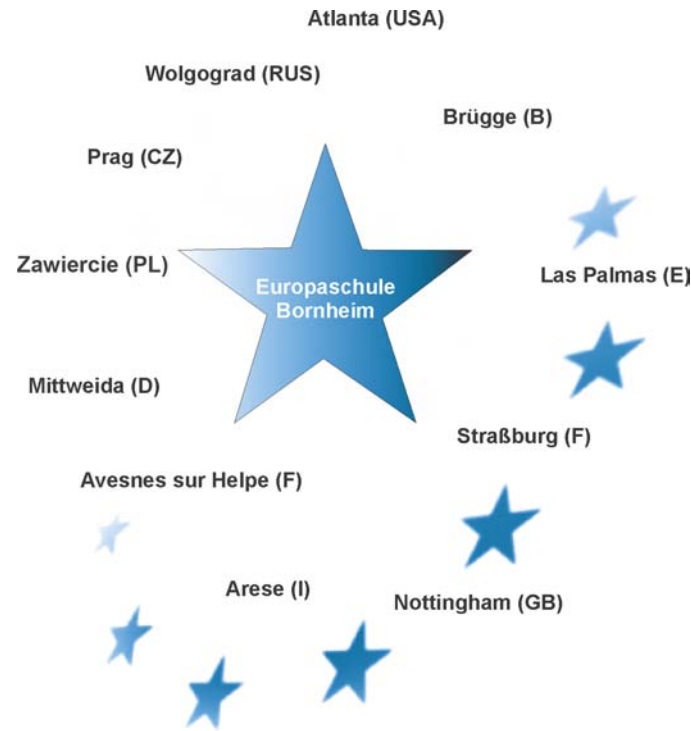 Atlanta (USA)
Wolgograd (RUS)
Brügge (B)
Prag (CZ)
Zawiercie (PL)
Las Palmas (E)
Europaschule
Bornheim
Mittweida (D)
Straßburg (F)
Avesnes sur Helpe (F)
Arese (I)
Nottingham (GB)